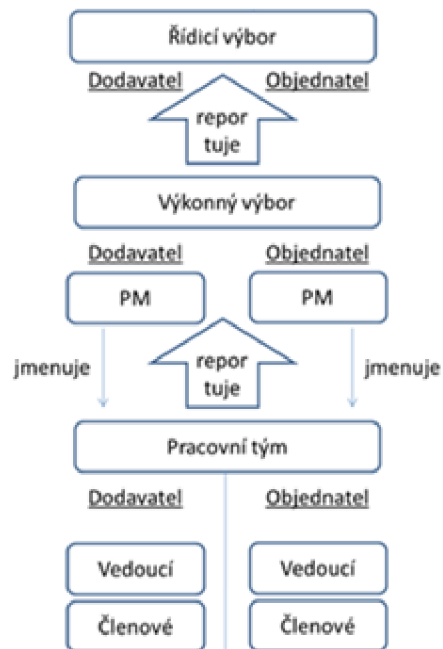 Řídicí výbor
Dodavatel Objednatel
repor
tuje
Výkonný výbor
Dodavatel Objednatel
PM PM
jmenuje jmenuje
repor
tuje
Pracovní tým
Dodavatel Objednatel
Vedoucí Vedoucí
Členové Členové